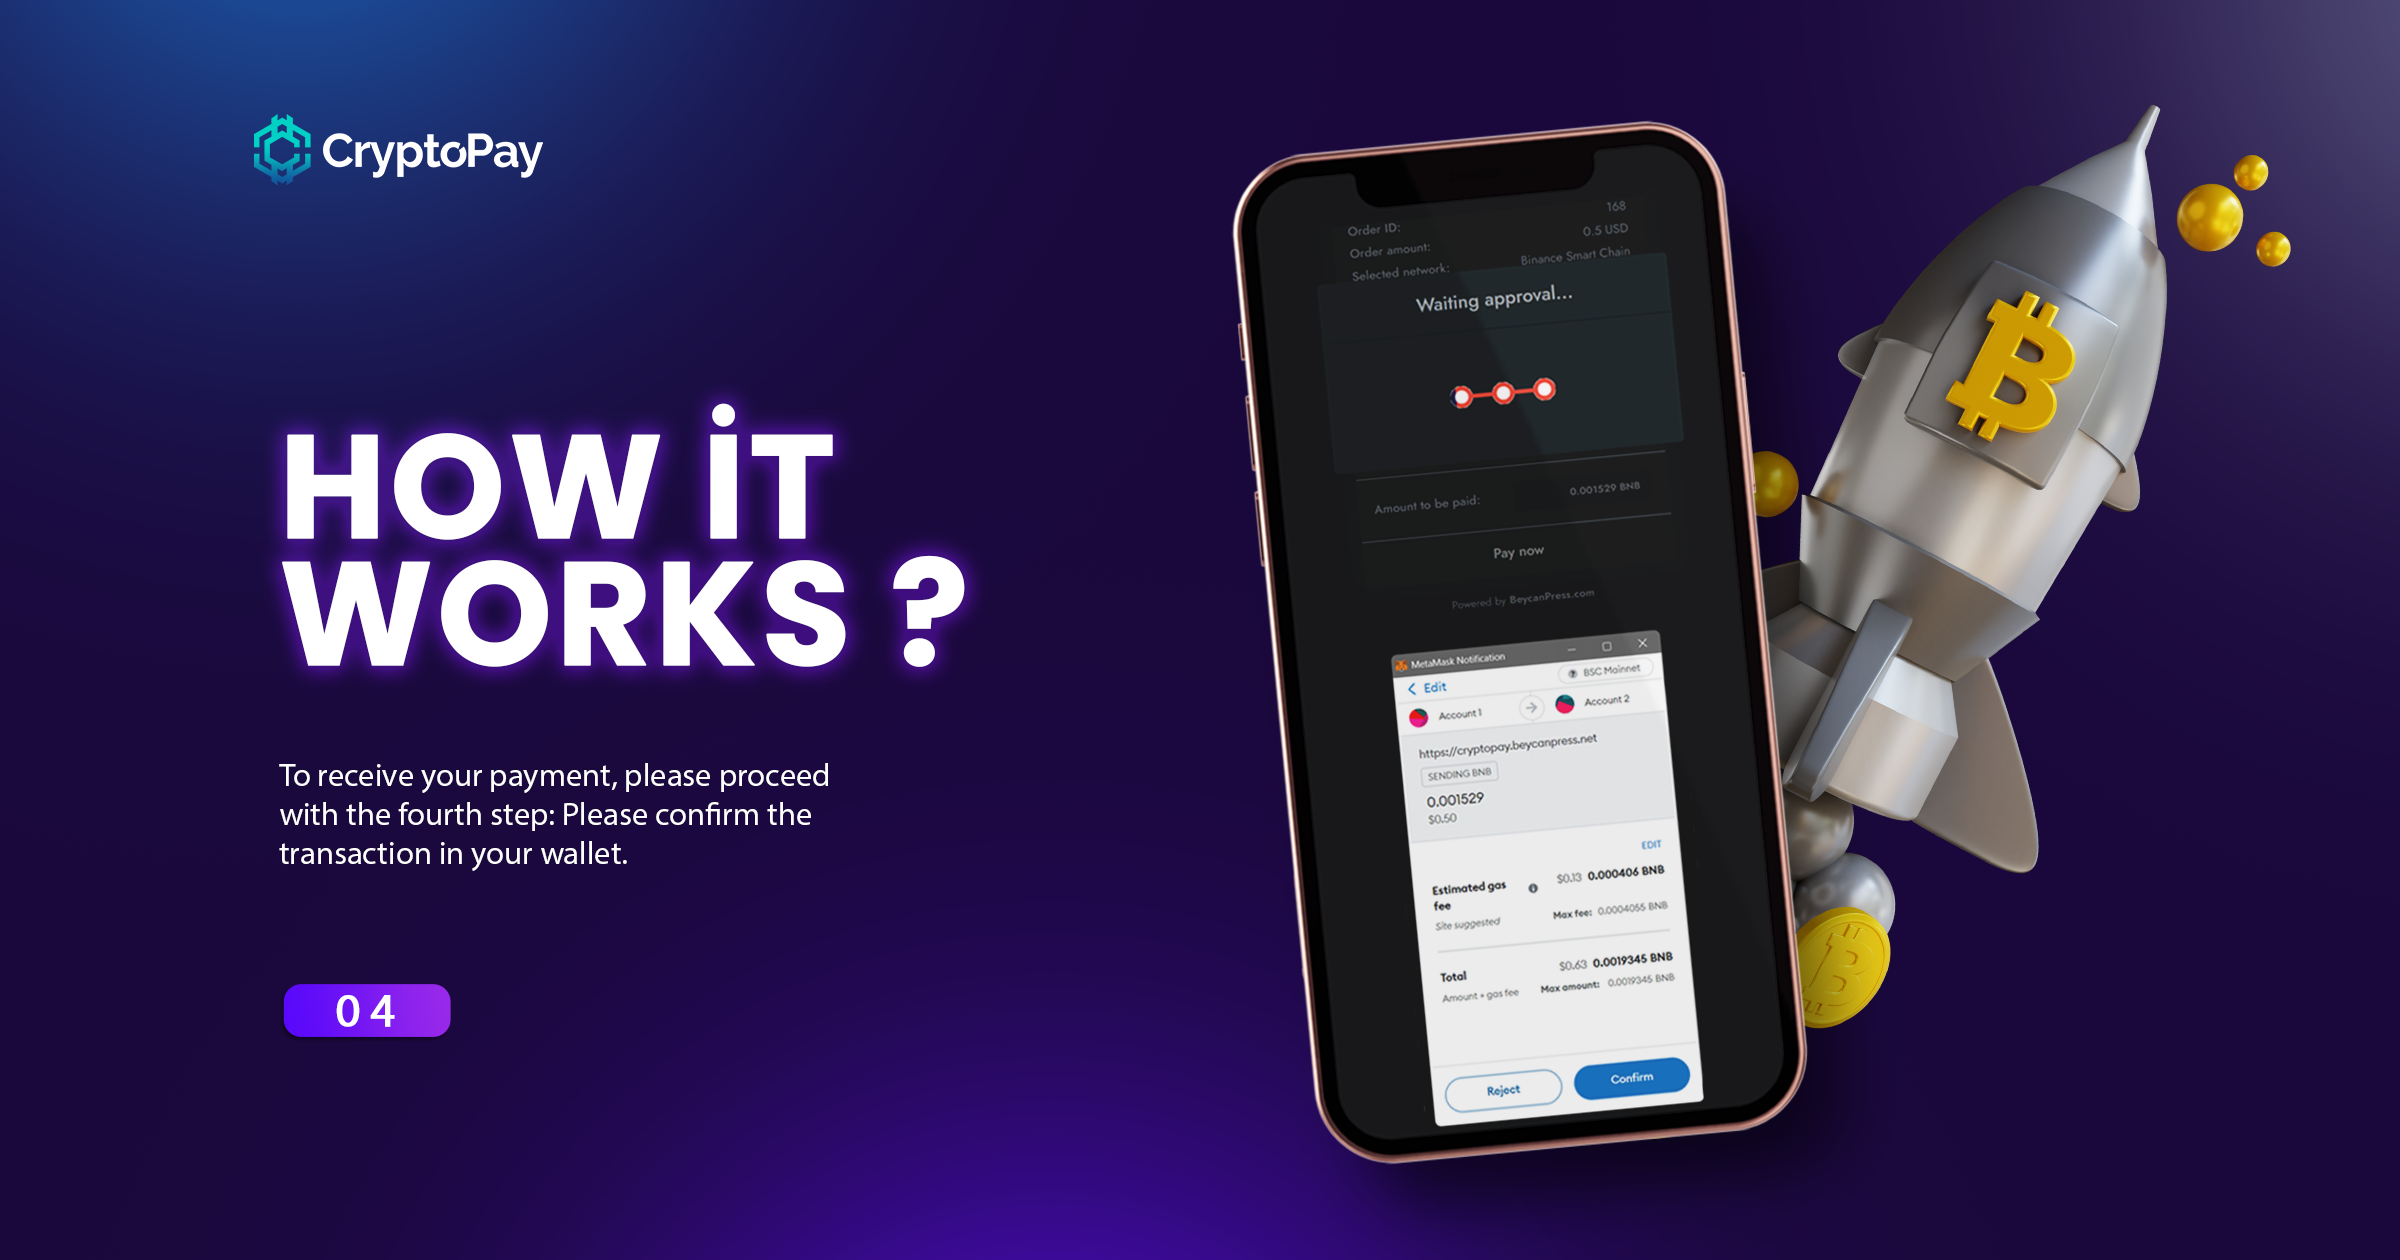 CryptoPay
HOW İT
WORKS ?
To receive your payment, please proceed
with the fourth step: Please confirm the
transaction in your wallet.
04
Order ID: 168
Order amount: 0.5 USD
Selected network: Binance Smart Chain
Waiting approval...
Amount to be paid: 0.001529 BNB
Pay now
Powered by BeycanPress.com
MetaMask Notification
Edit BSC Mainnet
Account 1 Account 2
https://cryptopay.beycanpress.net
SENDING BNB
0.001529
$0.50
EDIT
Estimated gas $0.13 0.000406 BNB
fee
Site suggested Max fee: 0.0004055 BNB
Total $0.63 0.0019345 BNB
Amount + gas fee Max amount: 0.0019345 BNB
Reject Confirm